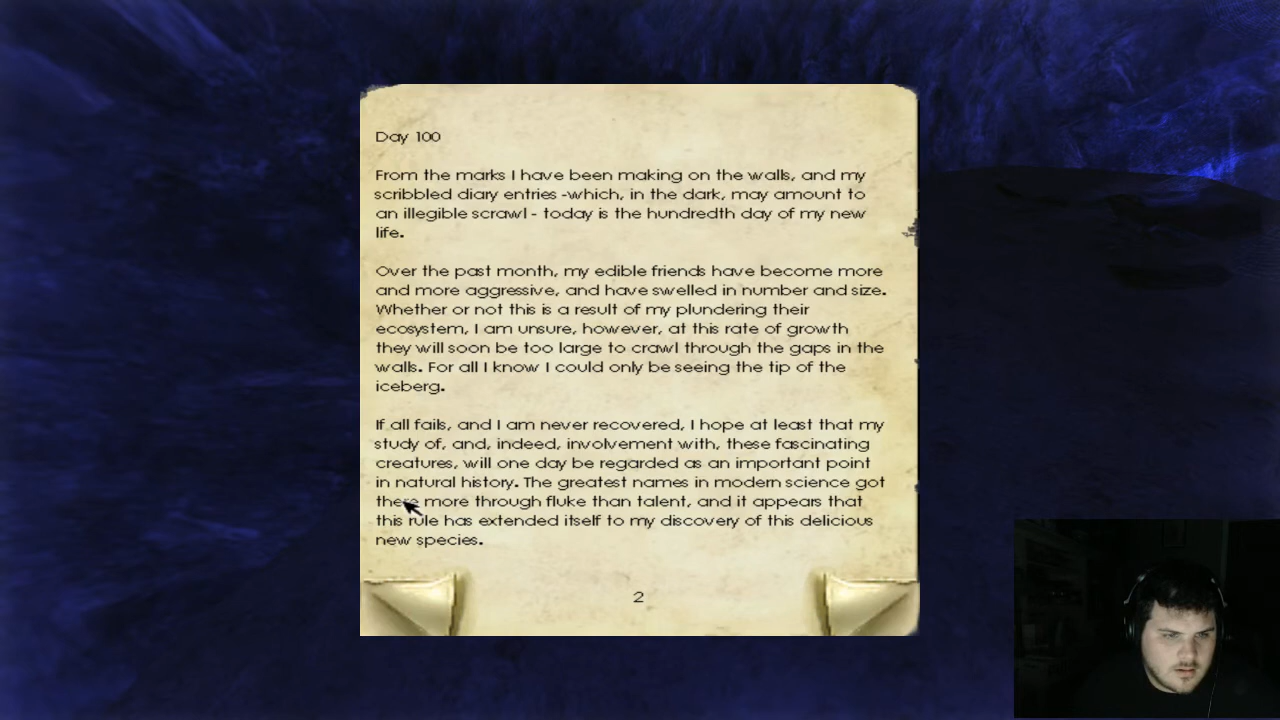 Day 100
From the marks I have been making on the walls, and my
scribbled diary entries -which, in the dark, may amount to
an illegible scrawl - today is the hundredth day of my new
life.
Over the past month, my edible friends have become more
and more aggressive, and have swelled in number and size.
Whether or not this is a result of my plundering their
ecosystem, I am unsure, however, at this rate of growth
they will soon be too large to crawl through the gaps in the
walls. For all I know I could only be seeing the tip of the
iceberg.
If all fails, and I am never recovered, I hope at least that my
study of, and, indeed, involvement with, these fascinating
creatures, will one day be regarded as an important point
in natural history. The greatest names in modern science got
there more through fluke than talent, and it appears that
this rule has extended itself to my discovery of this delicious
new species.
2